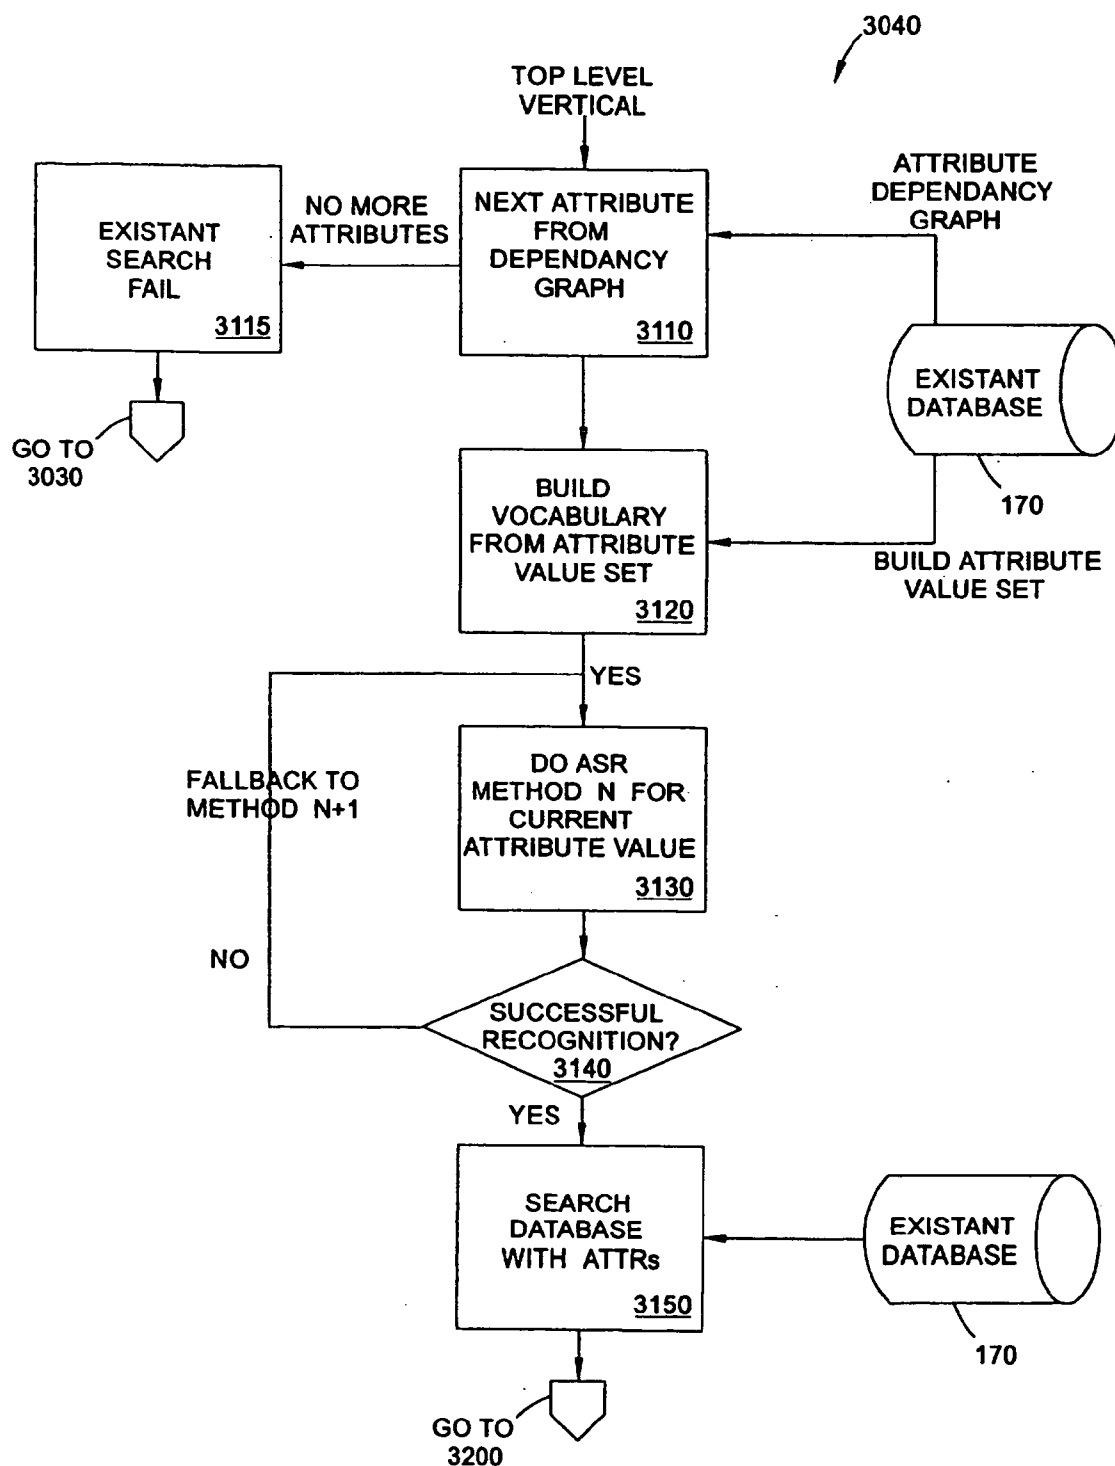 3040
TOP LEVEL
VERTICAL
ATTRIBUTE
DEPENDANCY
GRAPH
NO MORE
ATTRIBUTES
EXISTANT
SEARCH
FAIL
3115
NEXT ATTRIBUTE
FROM
DEPENDANCY
GRAPH
3110
EXISTANT
DATABASE
170
GO TO
3030
BUILD
VOCABULARY
FROM ATTRIBUTE
VALUE SET
3120
BUILD ATTRIBUTE
VALUE SET
YES
FALLBACK TO
METHOD N+1
DO ASR
METHOD N FOR
CURRENT
ATTRIBUTE VALUE
3130
NO
SUCCESSFUL
RECOGNITION?
3140
YES
SEARCH
DATABASE
WITH ATTRs
3150
EXISTANT
DATABASE
170
GO TO
3200